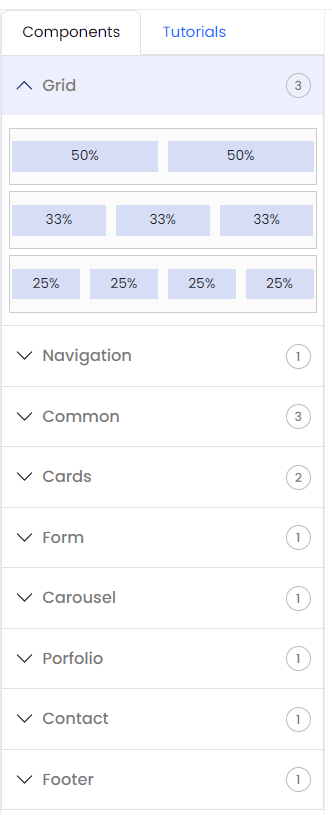 Components Tutorials
Grid 3
50% 50%
33% 33% 33%
25% 25% 25% 25%
Navigation 1
Common 3
Cards 2
Form 1
Carousel 1
Porfolio 1
Contact 1
Footer 1